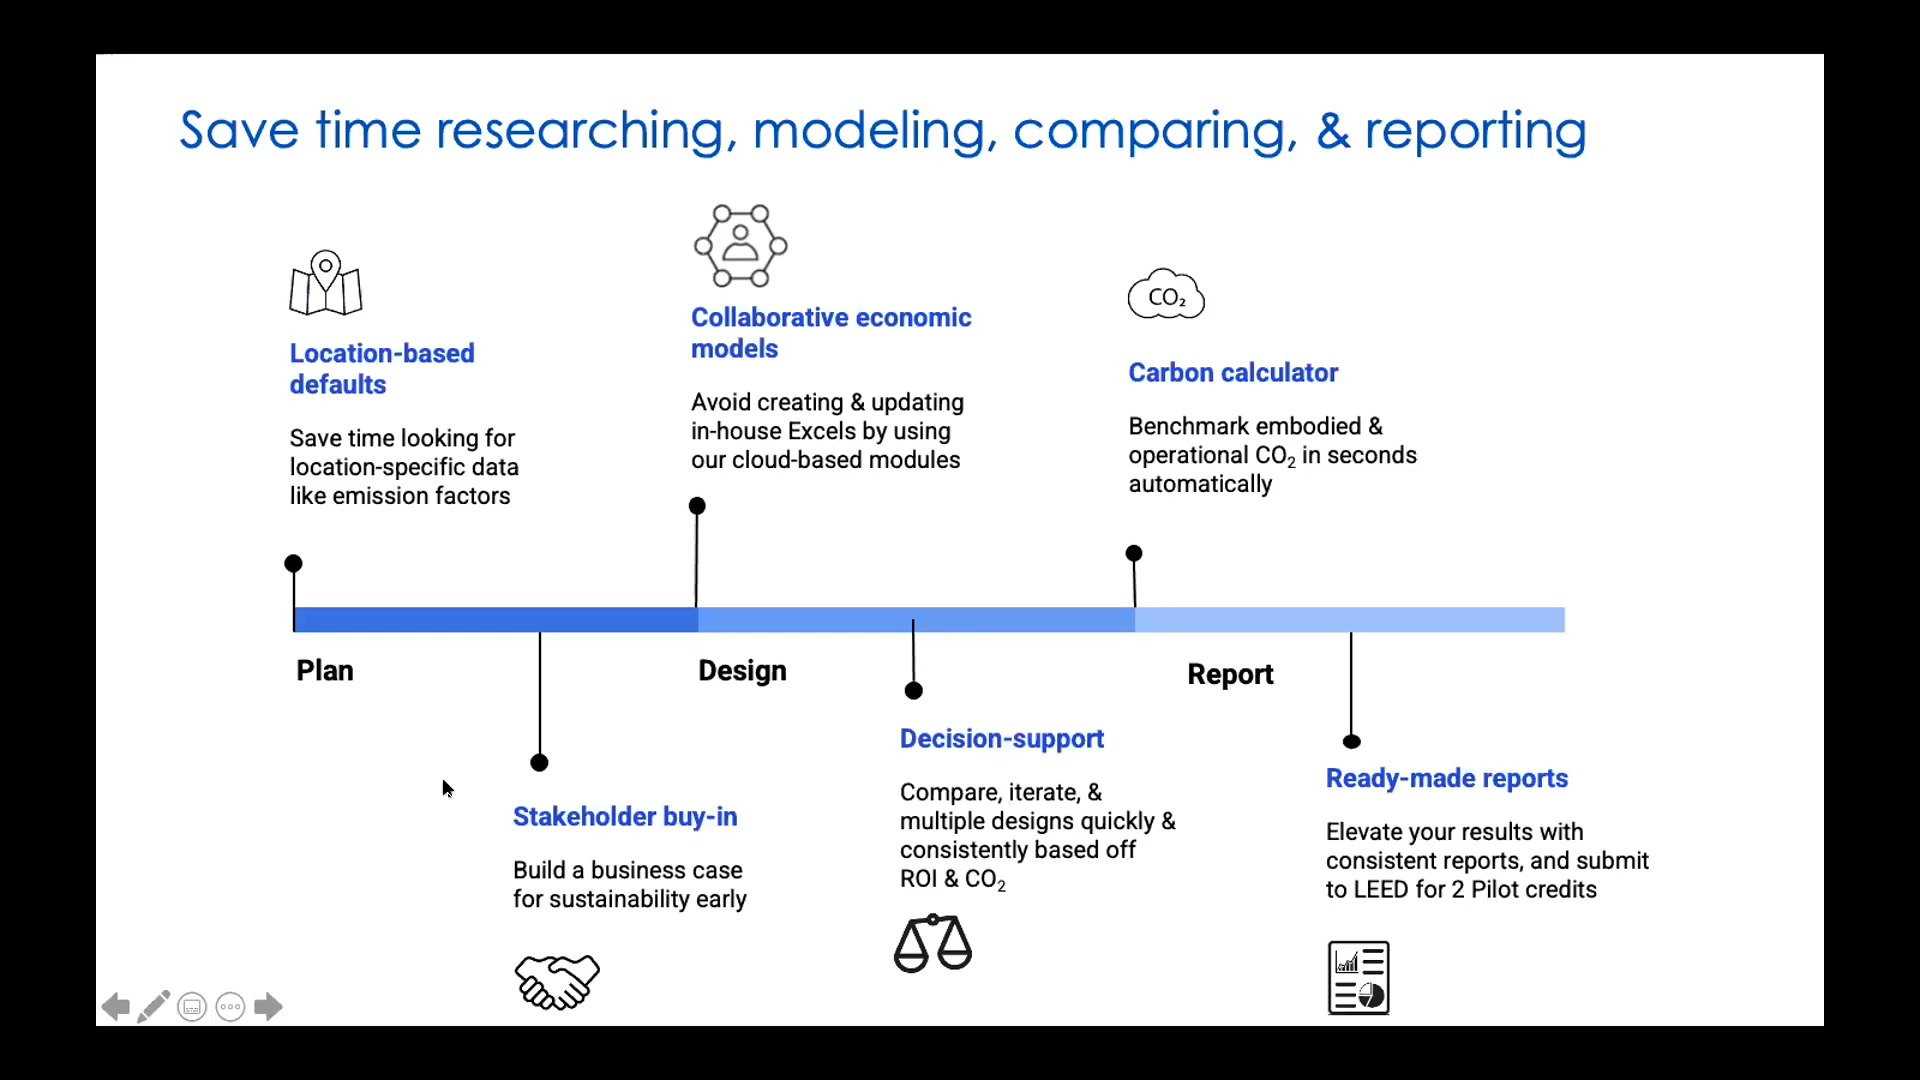 Save time researching, modeling, comparing, & reporting
Location-based
defaults
Save time looking for
location-specific data
like emission factors
Collaborative economic
models
Avoid creating & updating
in-house Excels by using
our cloud-based modules
CO₂
Carbon calculator
Benchmark embodied &
operational CO₂ in seconds
automatically
Plan
Design
Report
Stakeholder buy-in
Build a business case
for sustainability early
Decision-support
Compare, iterate, &
multiple designs quickly &
consistently based off
ROI & CO₂
Ready-made reports
Elevate your results with
consistent reports, and submit
to LEED for 2 Pilot credits